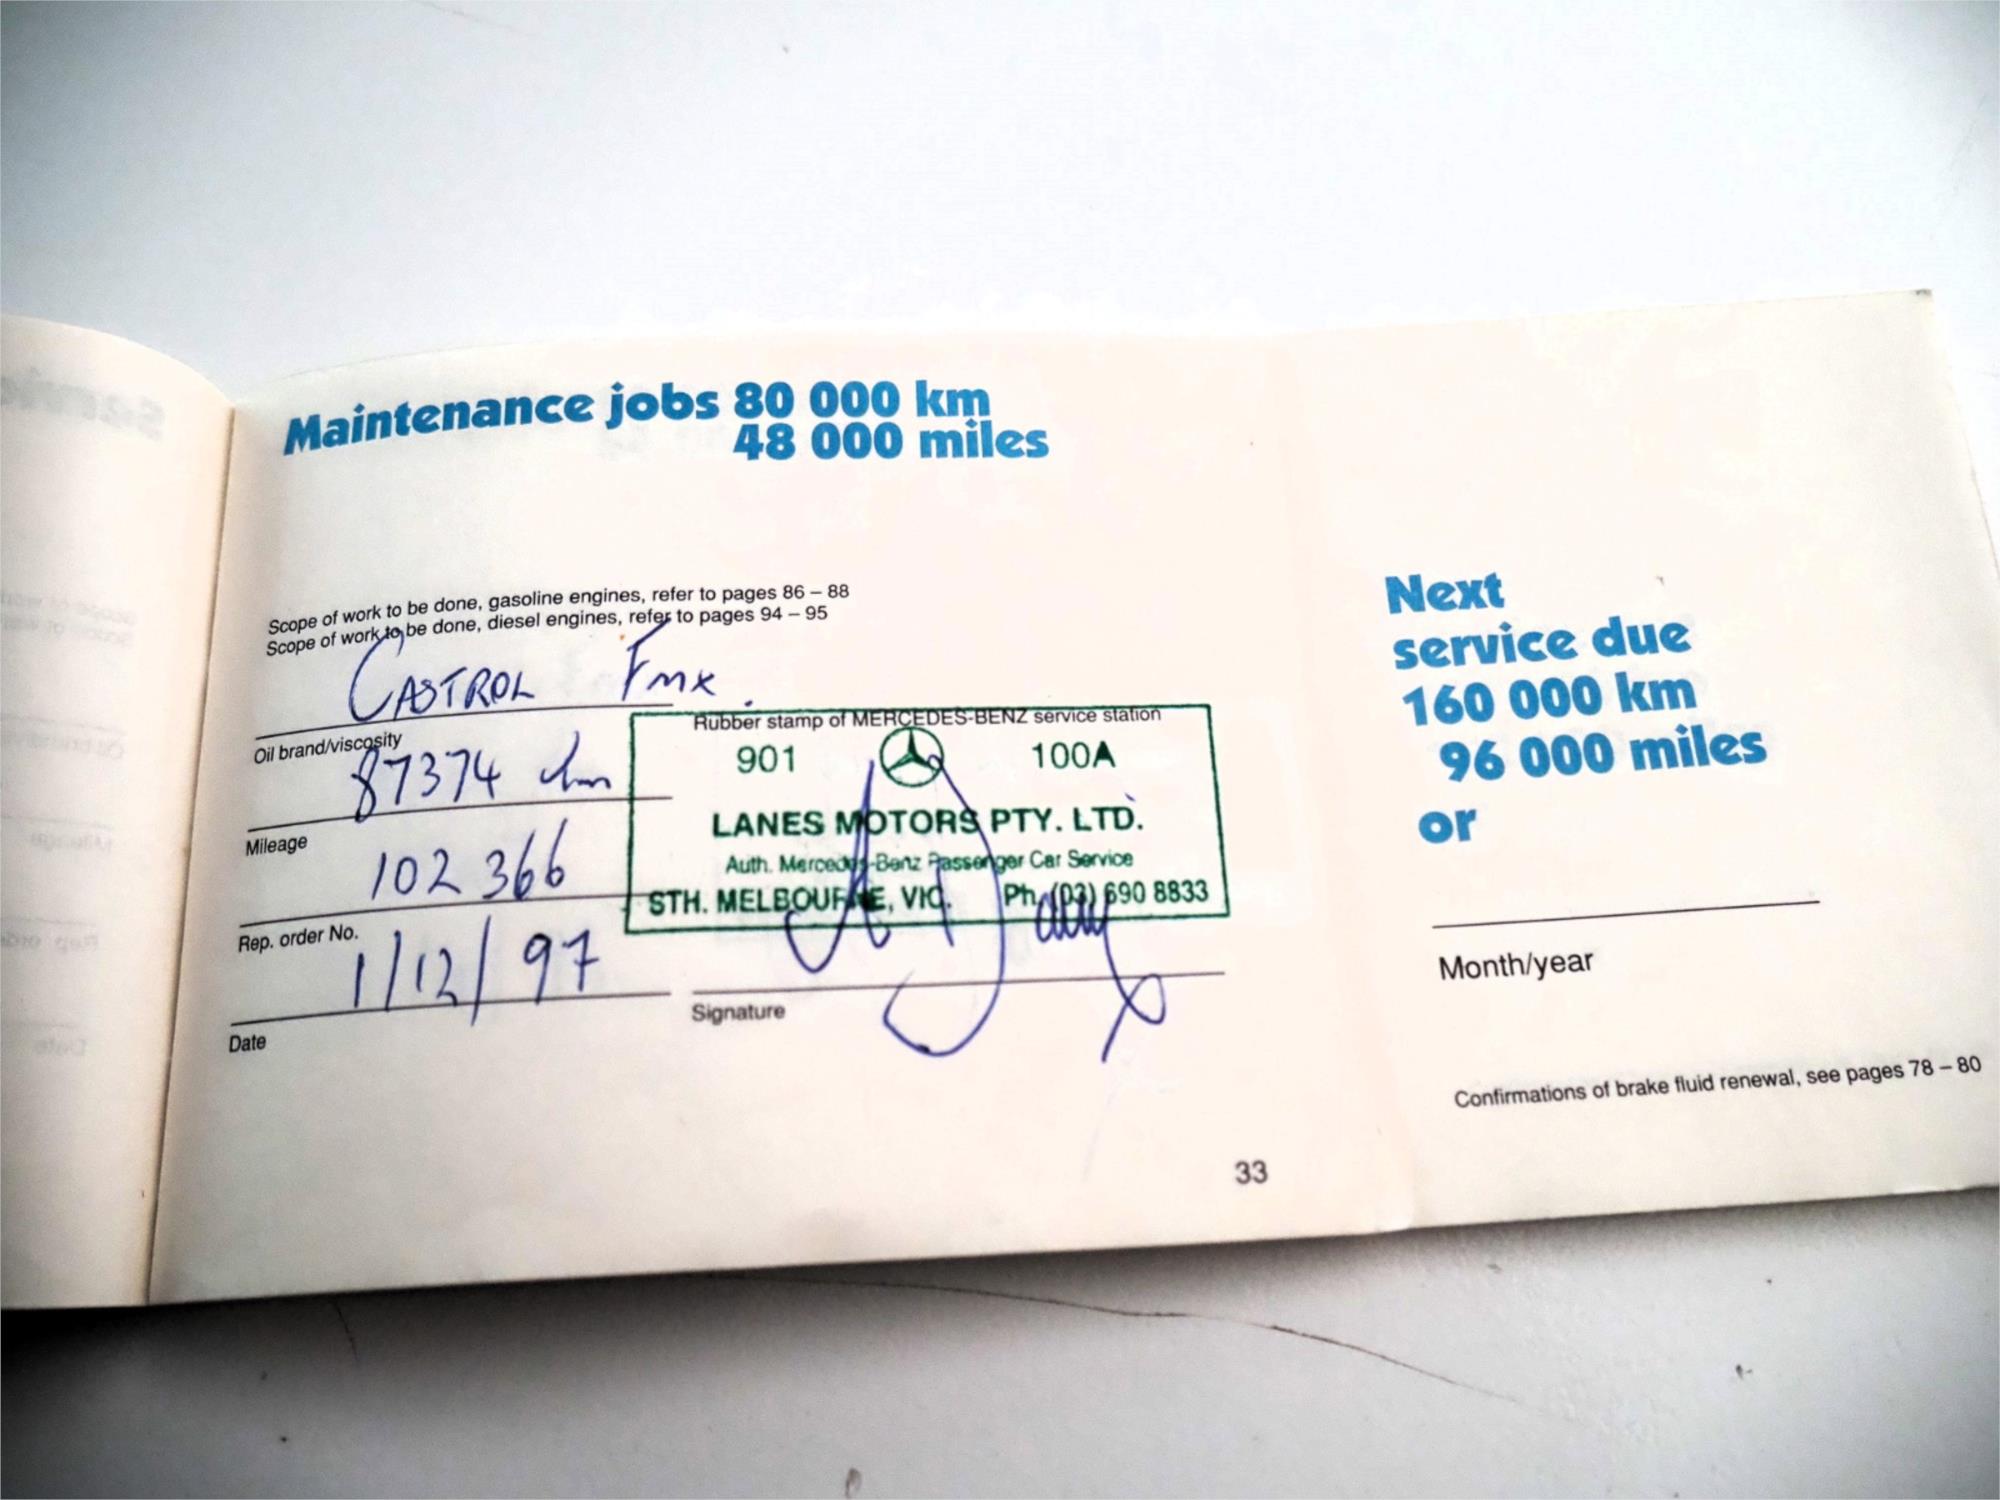 Maintenance jobs 80 000 km
48 000 miles
Scope of work to be done, gasoline engines, refer to pages 86 – 88
Scope of work to be done, diesel engines, refer to pages 94 – 95
CASTROL Fmx
Oil brand/viscosity
87374 km
Mileage
102 366
Rep. order No.
1/12/97
Date
Rubber stamp of MERCEDES-BENZ service station
901 100A
LANES MOTORS PTY. LTD.
Auth. Mercedes-Benz Passenger Car Service
STH. MELBOURNE, VIC. Ph. (03) 690 8833
Signature
33
Next
service due
160 000 km
96 000 miles
or
Month/year
Confirmations of brake fluid renewal, see pages 78 – 80